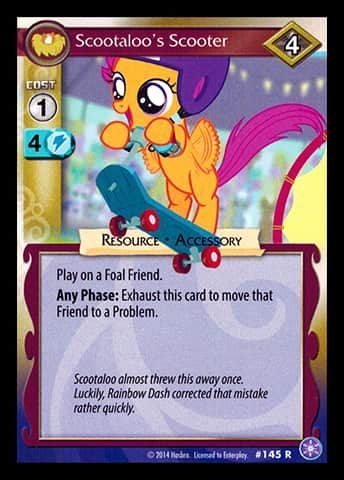 Scootaloo's Scooter
4
COST
1
4
RESOURCE • ACCESSORY
Play on a Foal Friend.
Any Phase: Exhaust this card to move that
Friend to a Problem.
Scootaloo almost threw this away once.
Luckily, Rainbow Dash corrected that mistake
rather quickly.
© 2014 Hasbro. Licensed to Enterplay. #145 R